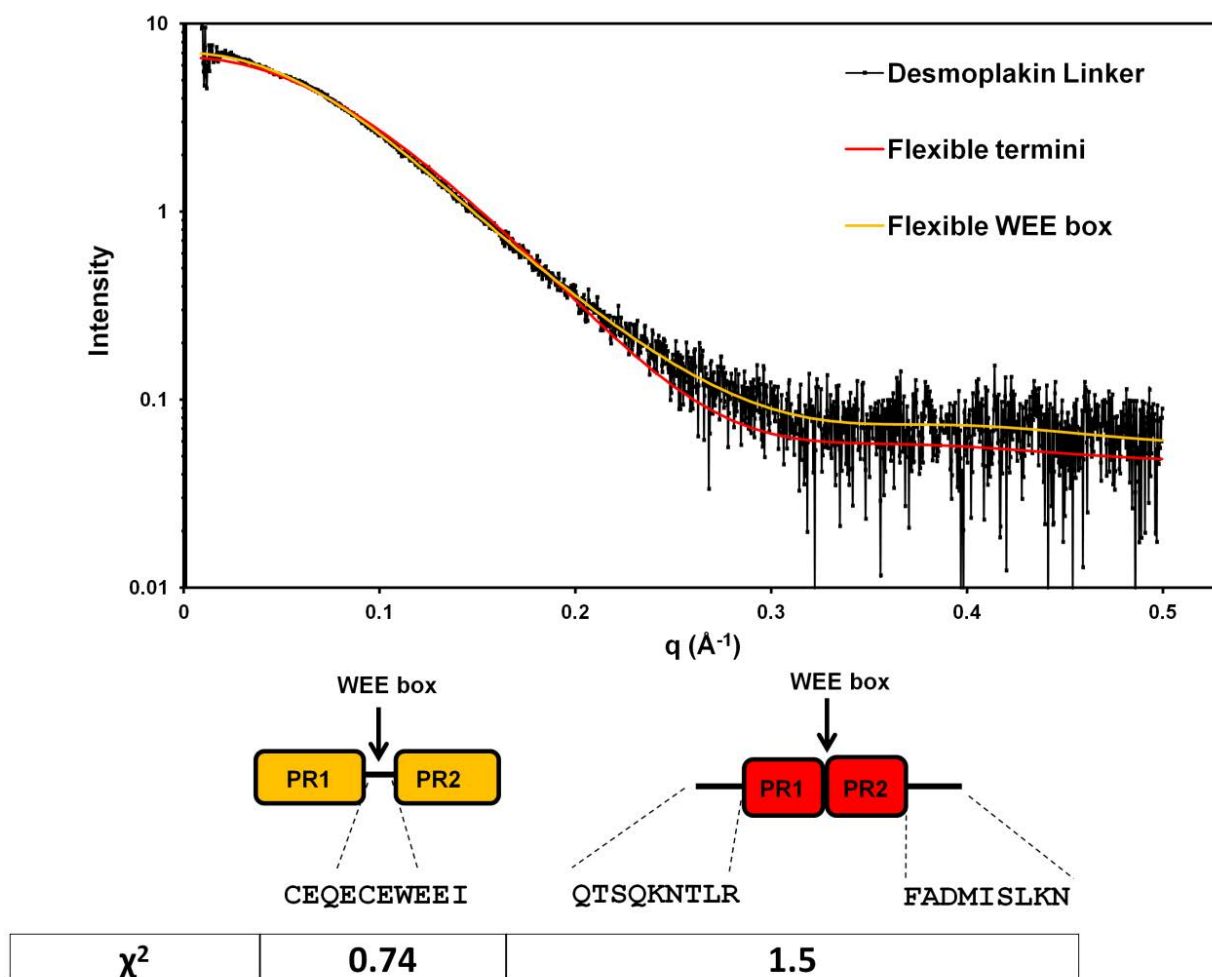 10
1
0.1
0.01
Intensity
0
0.1
0.2
0.3
0.4
0.5
q (Å⁻¹)
Desmoplakin Linker
Flexible termini
Flexible WEE box
WEE box
PR1
PR2
CEQECEWEEI
WEE box
PR1
PR2
QTSQKNTLR
FADMISLKN
χ² 0.74 1.5